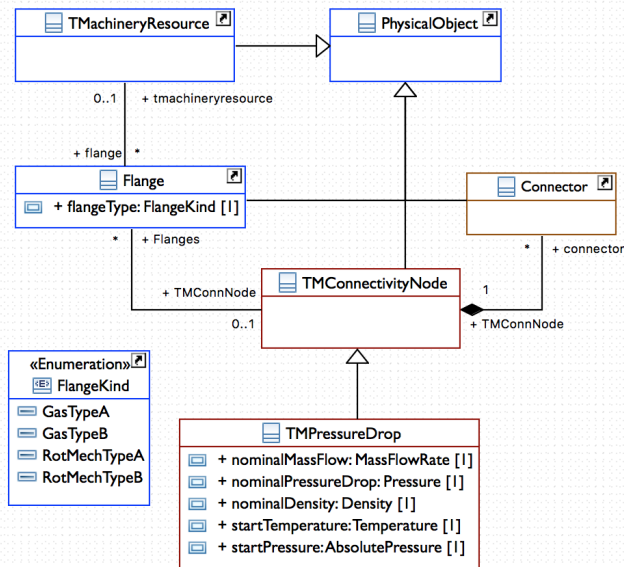 TMachineryResource
PhysicalObject
0..1
+ tmachineryresource
+ flange *
Flange
+ flangeType: FlangeKind [1]
Connector
* + Flanges
* + connector
+ TMConnNode
0..1
TMConnectivityNode
1
+ TMConnNode
«Enumeration»
<E> FlangeKind
GasTypeA
GasTypeB
RotMechTypeA
RotMechTypeB
TMPressureDrop
+ nominalMassFlow: MassFlowRate [1]
+ nominalPressureDrop: Pressure [1]
+ nominalDensity: Density [1]
+ startTemperature:Temperature [1]
+ startPressure:AbsolutePressure [1]